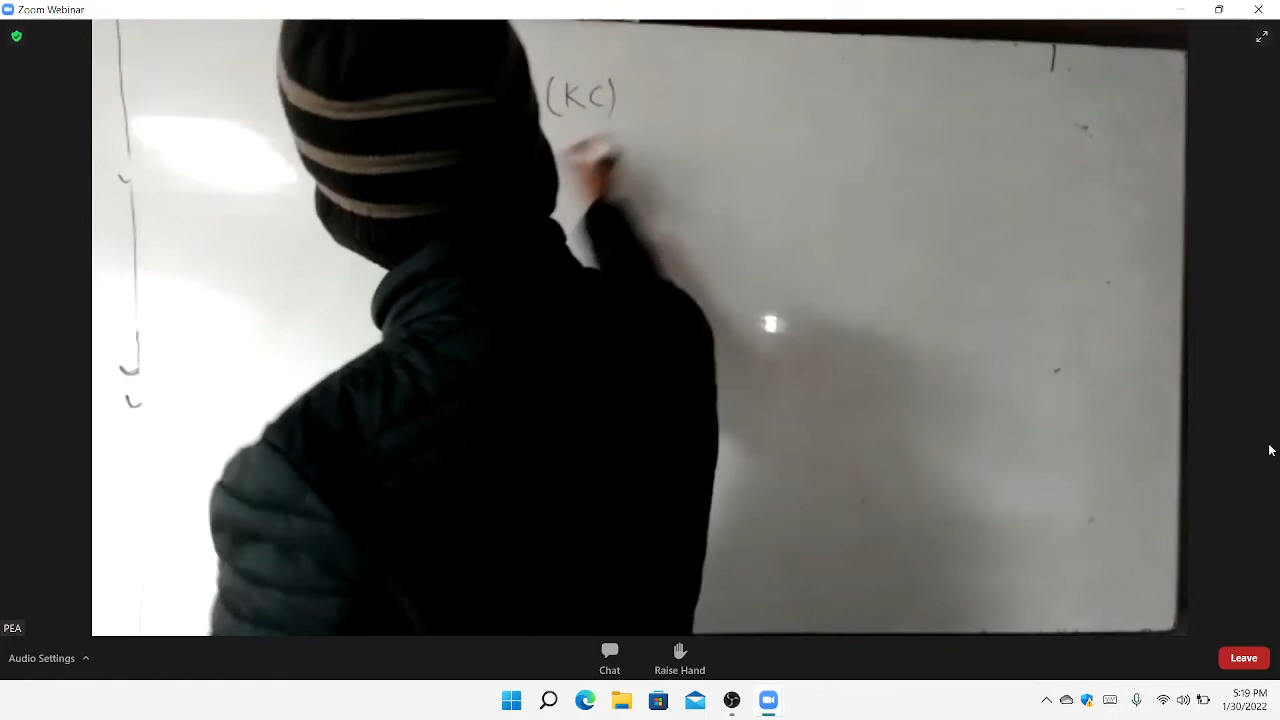 Zoom Webinar
(KC)
PEA
Audio Settings
Chat
Raise Hand
Leave
5:19 PM
1/30/2022